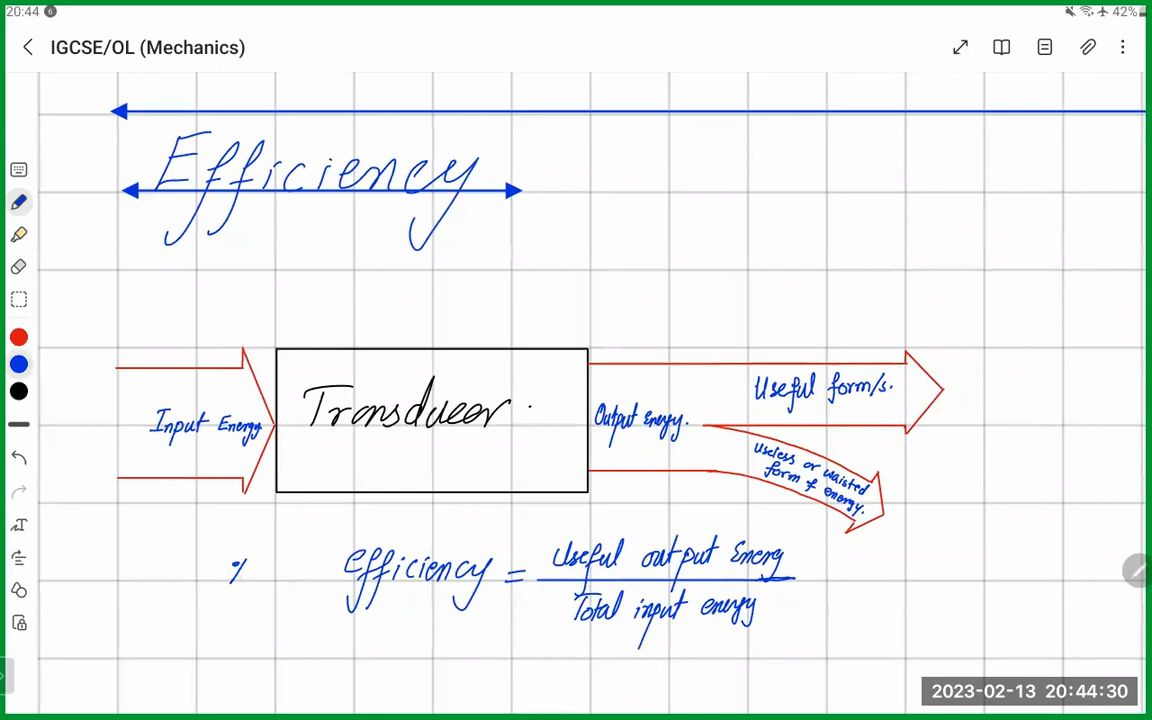 20:44 6
42%
IGCSE/OL (Mechanics)
Efficiency
Input Energy
Transducer
Output Energy.
Useful form/s.
Useless or waisted
form of energy.
% efficiency = Useful output Energy
Total input energy
2023-02-13 20:44:30